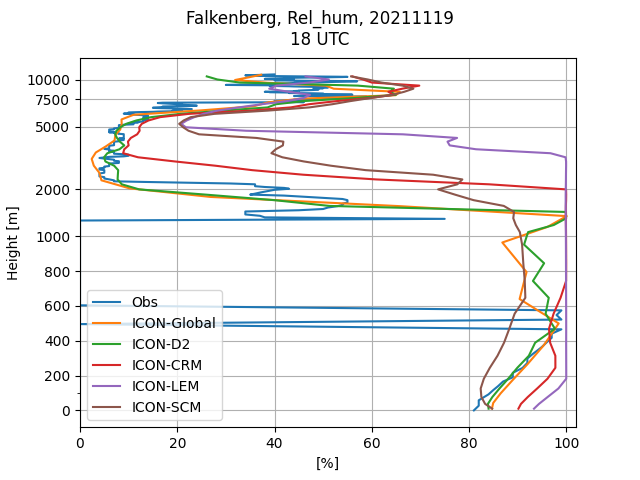 Falkenberg, Rel_hum, 20211119
18 UTC
Height [m]
10000
7500
5000
2000
1000
800
600
400
200
0
Obs
ICON-Global
ICON-D2
ICON-CRM
ICON-LEM
ICON-SCM
0 20 40 60 80 100
[%]